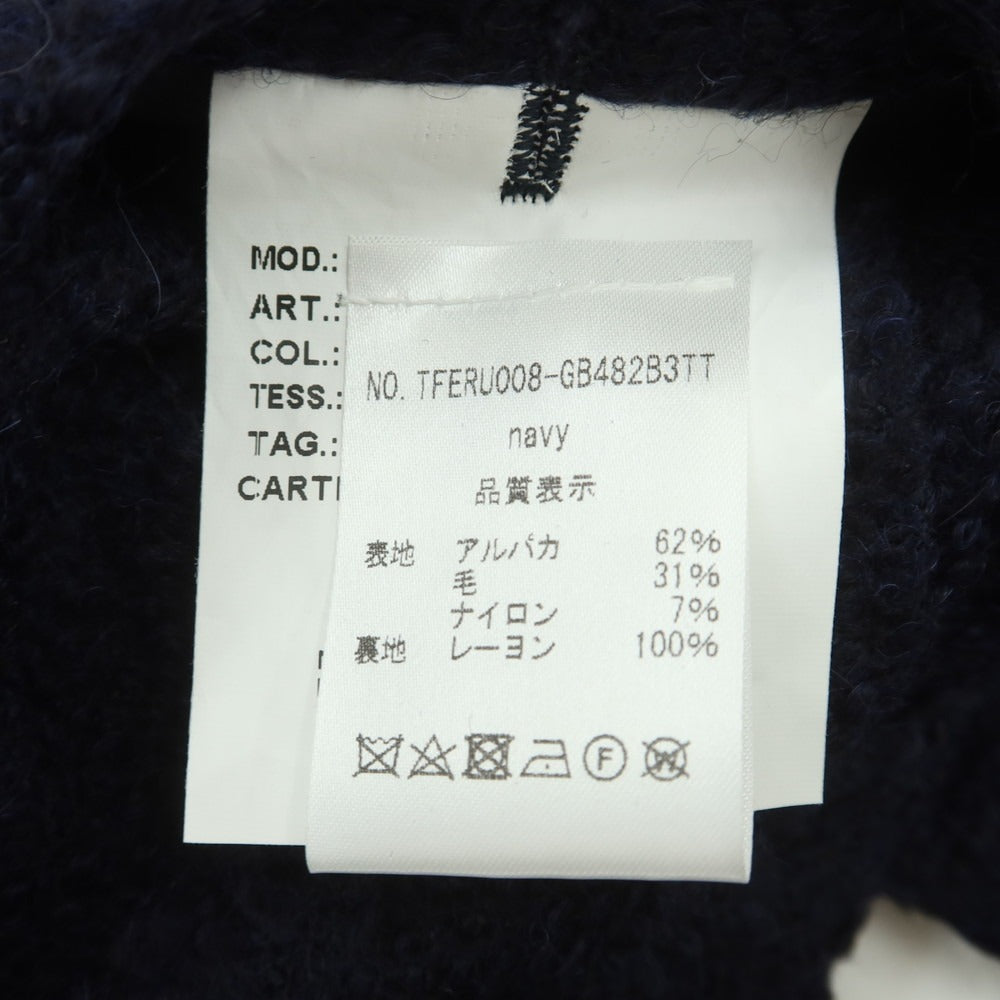 MOD.:
ART.:
COL.:
TESS.:
TAG.:
CARTI
NO. TFERU008-GB482B3TT
navy
品質表示
表地 アルパカ 62%
毛 31%
ナイロン 7%
裏地 レーヨン 100%
F
W